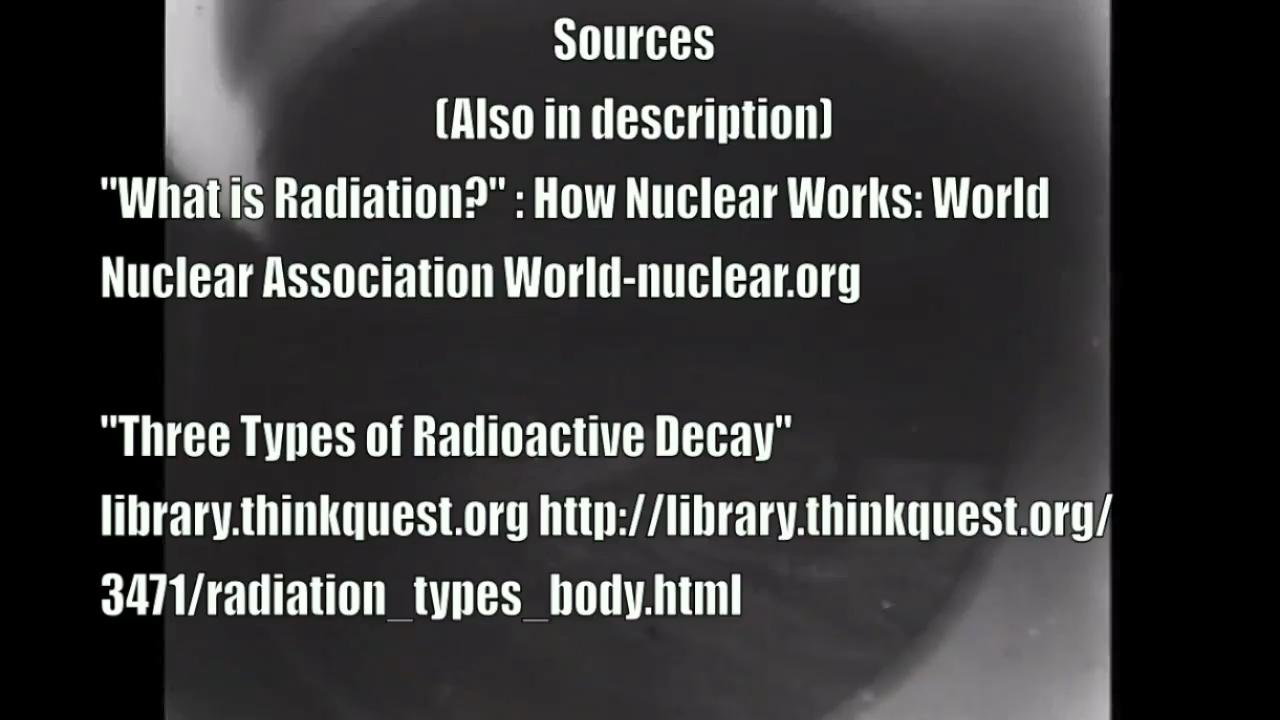 Sources
(Also in description)
"What is Radiation?" : How Nuclear Works: World
Nuclear Association World-nuclear.org
"Three Types of Radioactive Decay"
library.thinkquest.org http://library.thinkquest.org/
3471/radiation_types_body.html